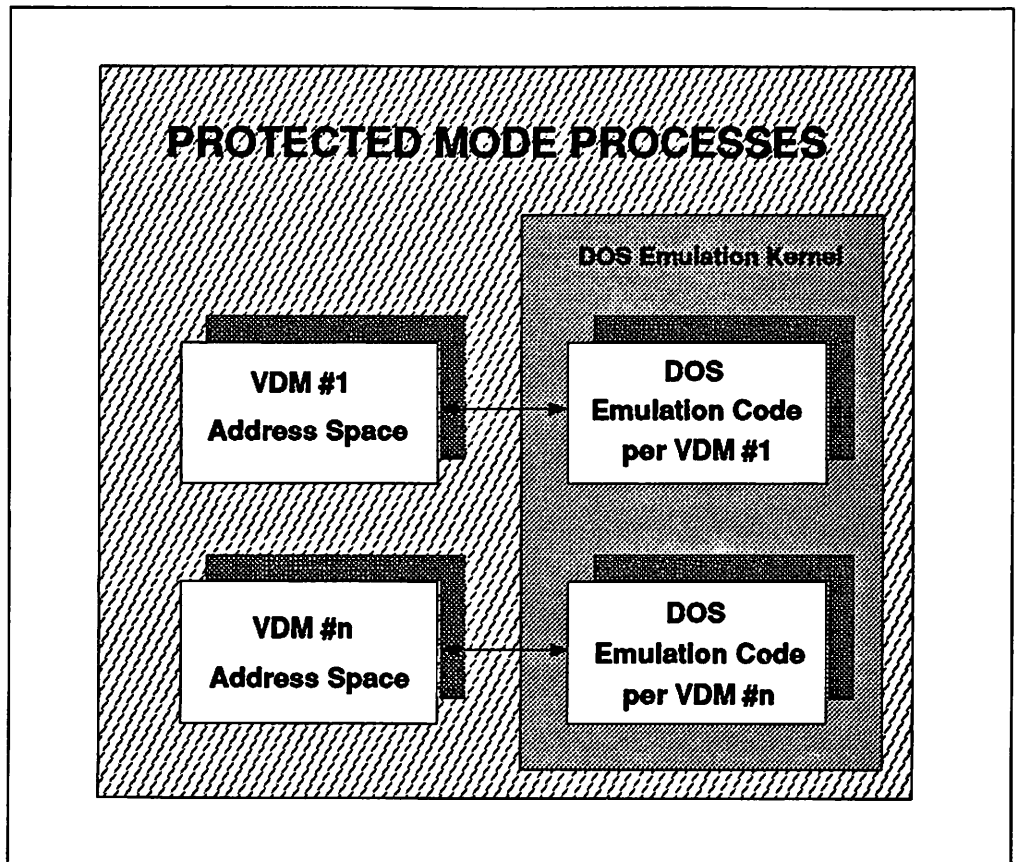 PROTECTED MODE PROCESSES
DOS Emulation Kernel
VDM #1
Address Space
DOS
Emulation Code
per VDM #1
VDM #n
Address Space
DOS
Emulation Code
per VDM #n